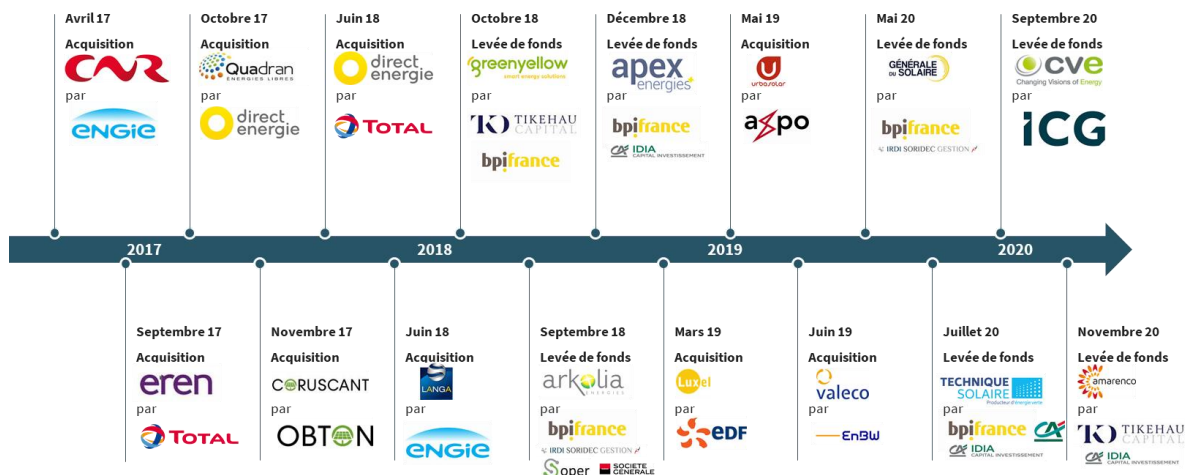 Avril 17
Acquisition
CNR
par
ENGIE
Octobre 17
Acquisition
Quadran
ENERGIES LIBRES
par
direct
energie
Juin 18
Acquisition
direct
energie
par
TOTAL
Octobre 18
Levée de fonds
greenyellow
smart energy solutions
par
TIKEHAU
CAPITAL
bpifrance
Décembre 18
Levée de fonds
apex
energies
par
bpifrance
CA IDIA
CAPITAL INVESTISSEMENT
Mai 19
Acquisition
urbasolar
par
axpo
Mai 20
Levée de fonds
GÉNÉRALE
DU SOLAIRE
par
bpifrance
IRDI SORIDEC GESTION
Septembre 20
Levée de fonds
cve
Changing Visions of Energy
par
ICG
2017
2018
2019
2020
Septembre 17
Acquisition
eren
par
TOTAL
Novembre 17
Acquisition
CORUSCANT
par
OBTON
Juin 18
Acquisition
LANGA
par
ENGIE
Septembre 18
Levée de fonds
arkolia
ENERGIES
par
bpifrance
IRDI SORIDEC GESTION
Soper
SOCIETE
GENERALE
Mars 19
Acquisition
Luxel
par
eDF
Juin 19
Acquisition
valeco
par
EnBW
Juillet 20
Levée de fonds
TECHNIQUE
SOLAIRE
Producteur d'énergie verte
par
bpifrance CA
CA IDIA
CAPITAL INVESTISSEMENT
Novembre 20
Levée de fonds
amarenco
par
TIKEHAU
CAPITAL
CA IDIA
CAPITAL INVESTISSEMENT